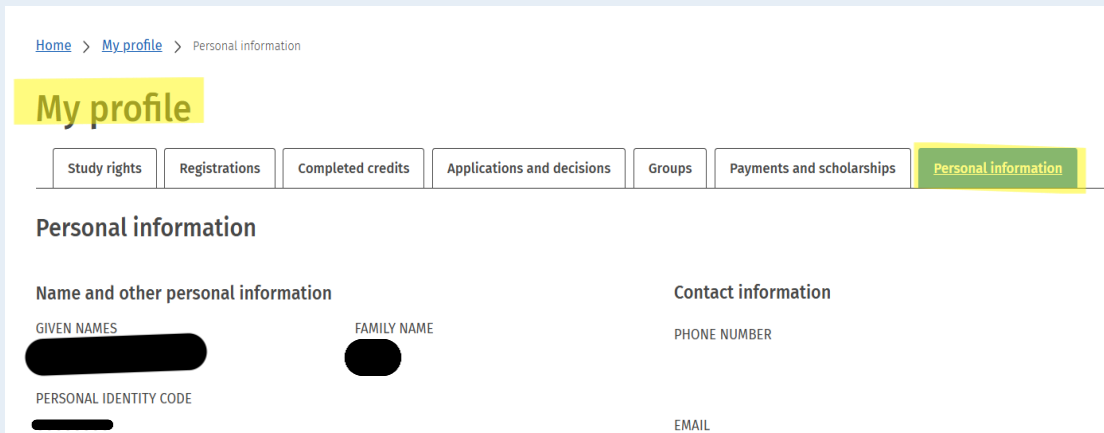 Home > My profile > Personal information
My profile
Study rights Registrations Completed credits Applications and decisions Groups Payments and scholarships Personal information
Personal information
Name and other personal information
GIVEN NAMES FAMILY NAME
PERSONAL IDENTITY CODE
Contact information
PHONE NUMBER
EMAIL